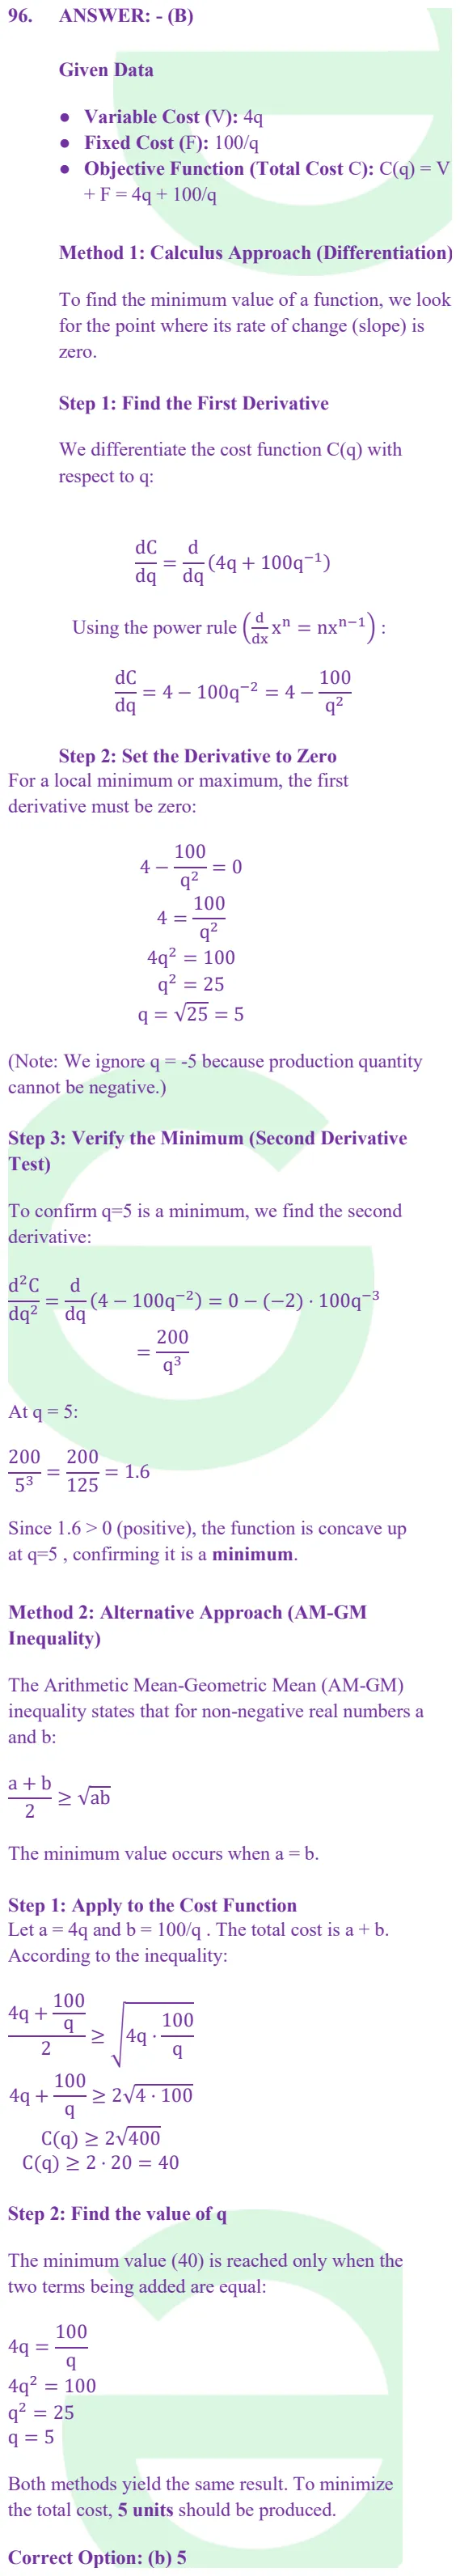 96. ANSWER: - (B)
Given Data
● Variable Cost (V): 4q
● Fixed Cost (F): 100/q
● Objective Function (Total Cost C): C(q) = V
+ F = 4q + 100/q
Method 1: Calculus Approach (Differentiation)
To find the minimum value of a function, we look
for the point where its rate of change (slope) is
zero.
Step 1: Find the First Derivative
We differentiate the cost function C(q) with
respect to q:
dC/dq = d/dq (4q + 100q⁻¹)
Using the power rule (d/dx xⁿ = nxⁿ⁻¹) :
dC/dq = 4 − 100q⁻² = 4 − 100/q²
Step 2: Set the Derivative to Zero
For a local minimum or maximum, the first
derivative must be zero:
4 − 100/q² = 0
4 = 100/q²
4q² = 100
q² = 25
q = √25 = 5
(Note: We ignore q = -5 because production quantity
cannot be negative.)
Step 3: Verify the Minimum (Second Derivative
Test)
To confirm q=5 is a minimum, we find the second
derivative:
d²C/dq² = d/dq (4 − 100q⁻²) = 0 − (−2) · 100q⁻³
= 200/q³
At q = 5:
200/5³ = 200/125 = 1.6
Since 1.6 > 0 (positive), the function is concave up
at q=5 , confirming it is a minimum.
Method 2: Alternative Approach (AM-GM
Inequality)
The Arithmetic Mean-Geometric Mean (AM-GM)
inequality states that for non-negative real numbers a
and b:
(a + b)/2 ≥ √ab
The minimum value occurs when a = b.
Step 1: Apply to the Cost Function
Let a = 4q and b = 100/q . The total cost is a + b.
According to the inequality:
(4q + 100/q)/2 ≥ √(4q · 100/q)
4q + 100/q ≥ 2√(4 · 100)
C(q) ≥ 2√400
C(q) ≥ 2 · 20 = 40
Step 2: Find the value of q
The minimum value (40) is reached only when the
two terms being added are equal:
4q = 100/q
4q² = 100
q² = 25
q = 5
Both methods yield the same result. To minimize
the total cost, 5 units should be produced.
Correct Option: (b) 5